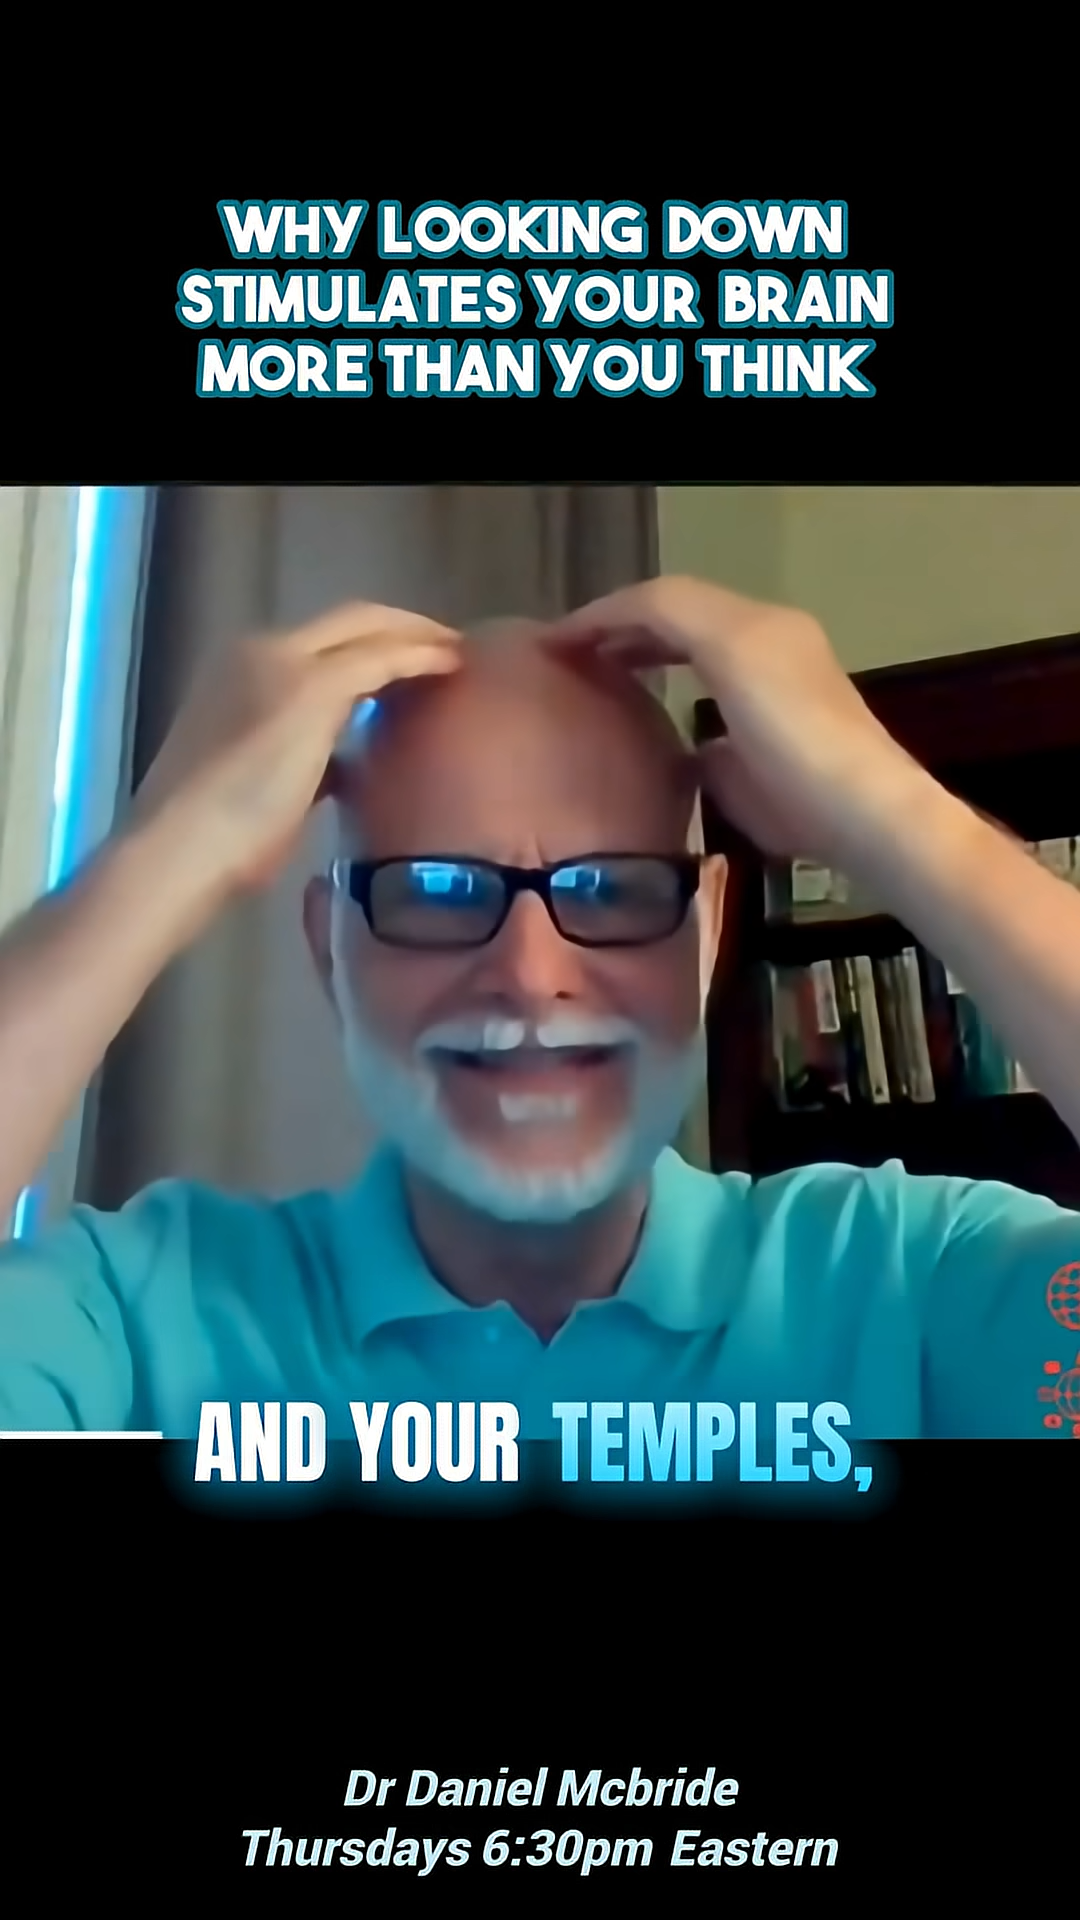 WHY LOOKING DOWN
STIMULATES YOUR BRAIN
MORE THAN YOU THINK
AND YOUR TEMPLES,
Dr Daniel Mcbride
Thursdays 6:30pm Eastern